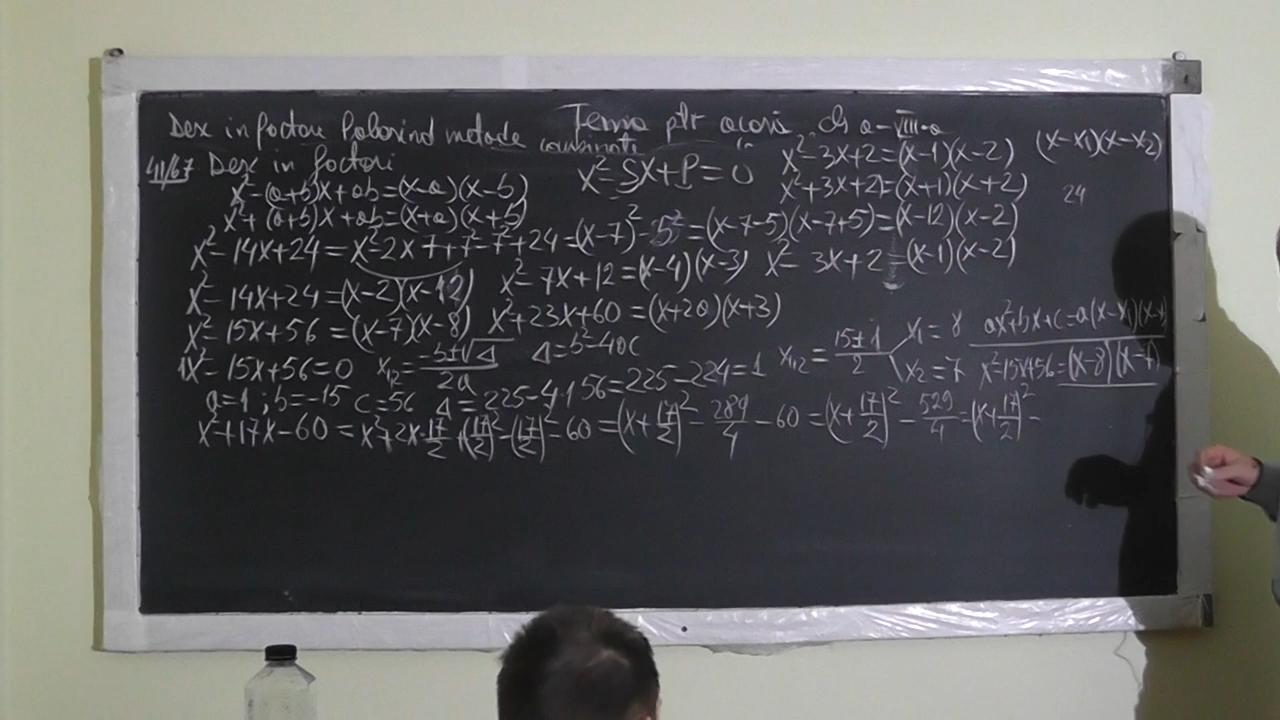 Desc in factori folosind metode combinate Tema ptr acasă cls a-VIII-a
41/67 Desc in factori x²-Sx+P=0 x²-3x+2=(x-1)(x-2) (x-x₁)(x-x₂)
x²-(a+b)x+ab=(x-a)(x-b) x²+3x+2=(x+1)(x+2) 24
x²+(a+b)x+ab=(x+a)(x+b)
x²-14x+24=x²-2x7+7²-7²+24=(x-7)²-5²=(x-7-5)(x-7+5)=(x-12)(x-2)
x²-14x+24=(x-2)(x-12) x²-7x+12=(x-4)(x-3) x²-3x+2=(x-1)(x-2)
x²-15x+56=(x-7)(x-8) x²+23x+60=(x+20)(x+3) ax²+bx+c=a(x-x₁)(x-x
1x²-15x+56=0 x₁,₂=-b±√Δ/2a Δ=b²-4ac x₁,₂=15±1/2 x₁=8 x₂=7 x²-15x+56=(x-8)(x-7)
a=1; b=-15 c=56 Δ=225-4·1·56=225-224=1
x²+17x-60=x²+2x·17/2+(17/2)²-(17/2)²-60=(x+17/2)²-289/4-60=(x+17/2)²-529/4=(x+17/2)²-